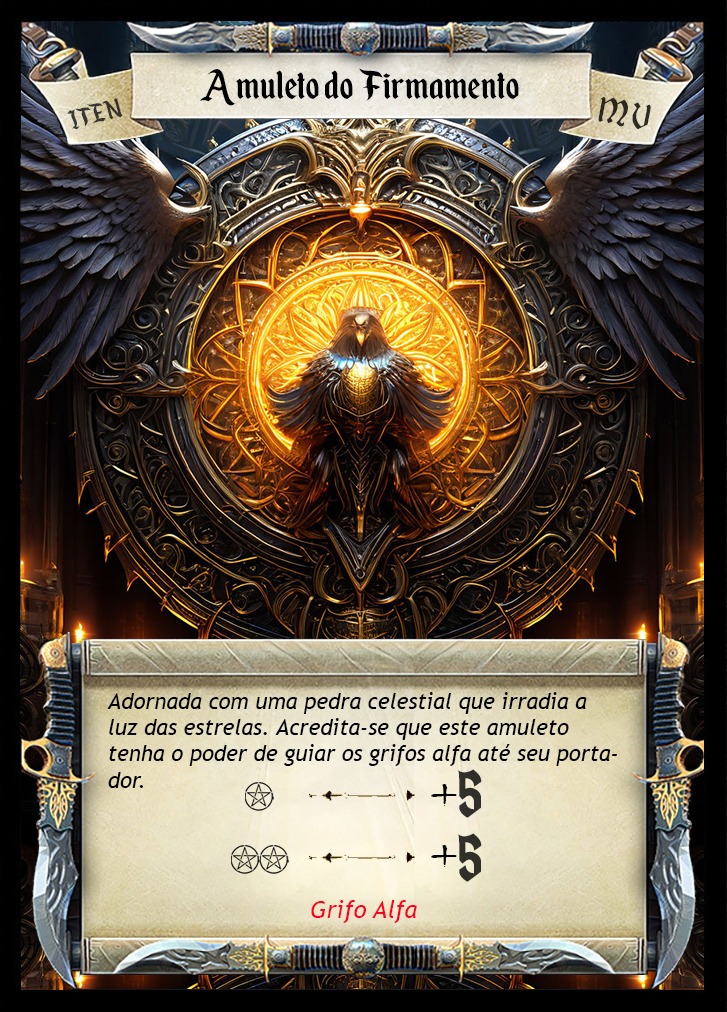 Amuleto do Firmamento
ITEN
MU
Adornada com uma pedra celestial que irradia a
luz das estrelas. Acredita-se que este amuleto
tenha o poder de guiar os grifos alfa até seu porta-
dor.
+5
+5
Grifo Alfa